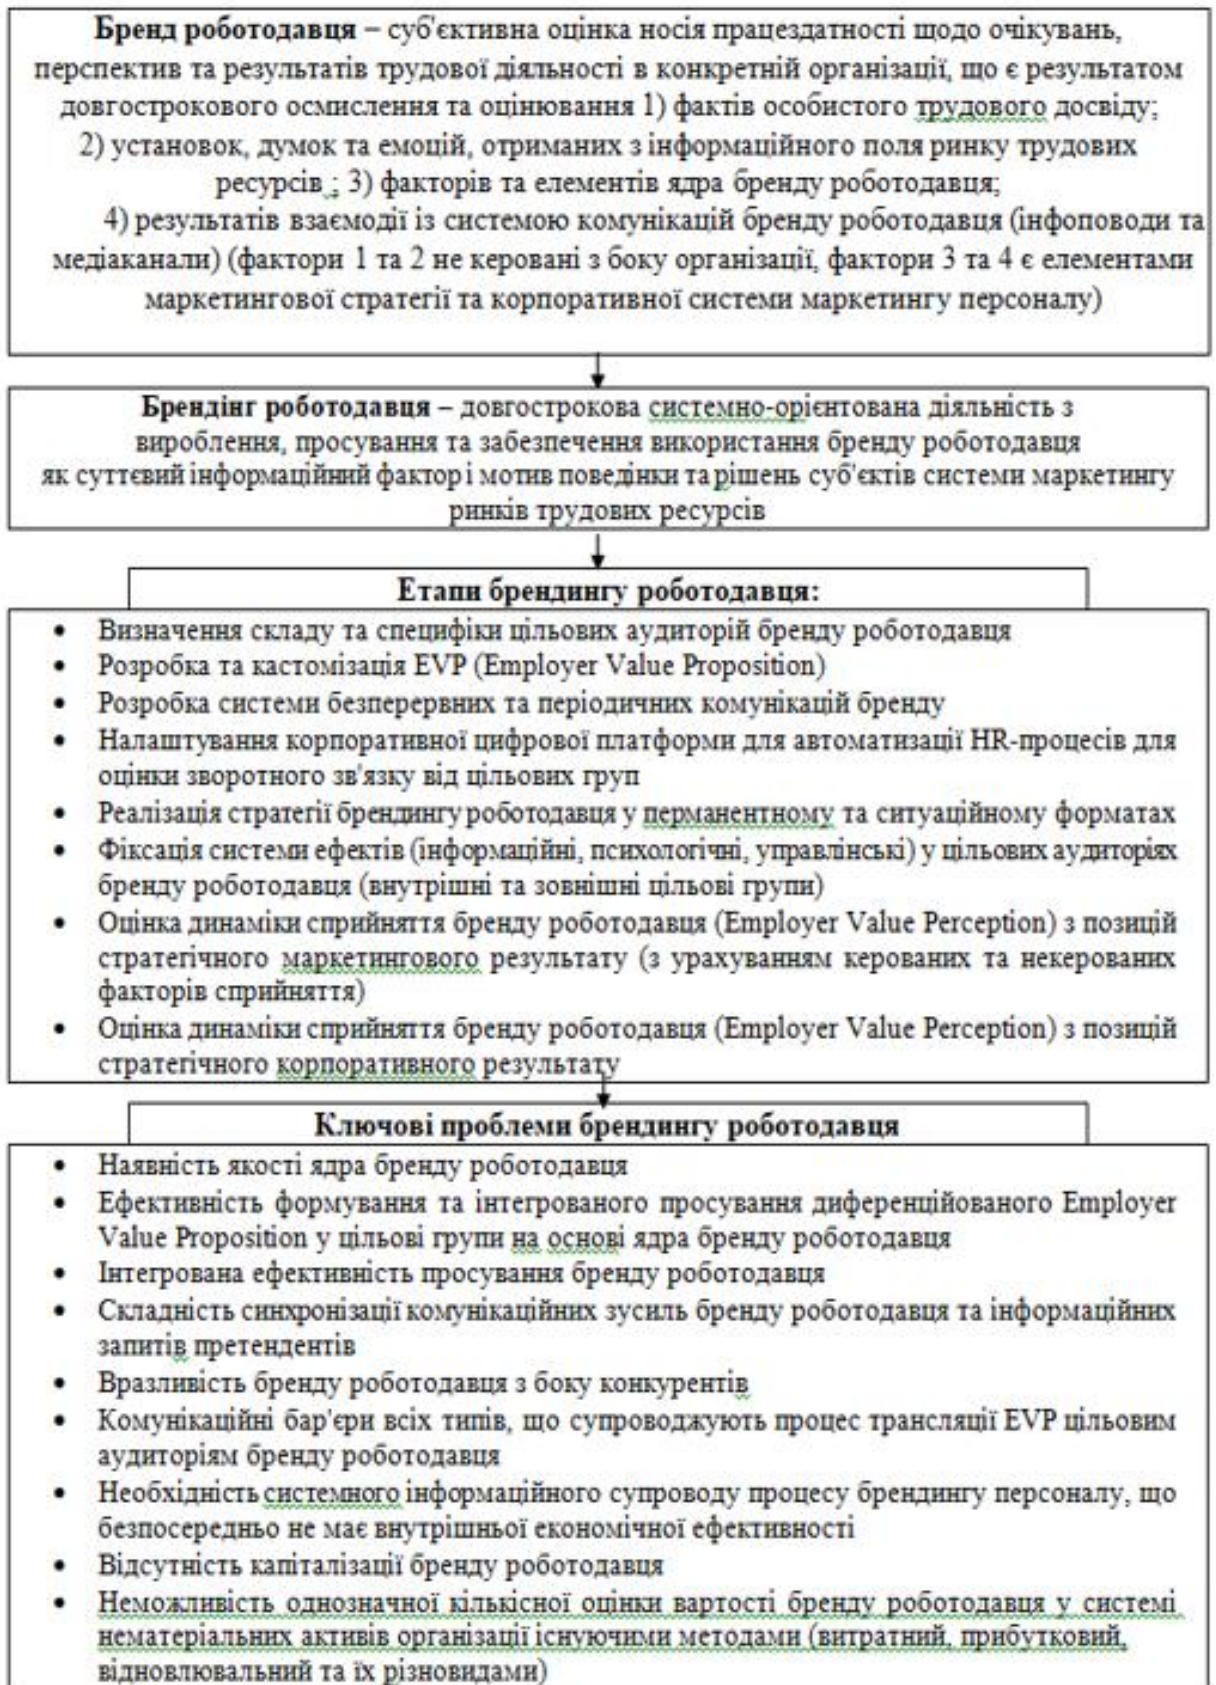 Бренд роботодавця – суб'єктивна оцінка носія працездатності щодо очікувань,
перспектив та результатів трудової діяльності в конкретній організації, що є результатом
довгострокового осмислення та оцінювання 1) фактів особистого трудового досвіду;
2) установок, думок та емоцій, отриманих з інформаційного поля ринку трудових
ресурсів ; 3) факторів та елементів ядра бренду роботодавця;
4) результатів взаємодії із системою комунікацій бренду роботодавця (інфоповоди та
медіаканали) (фактори 1 та 2 не керовані з боку організації, фактори 3 та 4 є елементами
маркетингової стратегії та корпоративної системи маркетингу персоналу)
Брендінг роботодавця – довгострокова системно-орієнтована діяльність з
вироблення, просування та забезпечення використання бренду роботодавця
як суттєвий інформаційний фактор і мотив поведінки та рішень суб'єктів системи маркетингу
ринків трудових ресурсів
Етапи брендингу роботодавця:
• Визначення складу та специфіки цільових аудиторій бренду роботодавця
• Розробка та кастомізація EVP (Employer Value Proposition)
• Розробка системи безперервних та періодичних комунікацій бренду
• Налаштування корпоративної цифрової платформи для автоматизації HR-процесів для
оцінки зворотного зв'язку від цільових груп
• Реалізація стратегії брендингу роботодавця у перманентному та ситуаційному форматах
• Фіксація системи ефектів (інформаційні, психологічні, управлінські) у цільових аудиторіях
бренду роботодавця (внутрішні та зовнішні цільові групи)
• Оцінка динаміки сприйняття бренду роботодавця (Employer Value Perception) з позицій
стратегічного маркетингового результату (з урахуванням керованих та некерованих
факторів сприйняття)
• Оцінка динаміки сприйняття бренду роботодавця (Employer Value Perception) з позицій
стратегічного корпоративного результату
Ключові проблеми брендингу роботодавця
• Наявність якості ядра бренду роботодавця
• Ефективність формування та інтегрованого просування диференційованого Employer
Value Proposition у цільові групи на основі ядра бренду роботодавця
• Інтегрована ефективність просування бренду роботодавця
• Складність синхронізації комунікаційних зусиль бренду роботодавця та інформаційних
запитів претендентів
• Вразливість бренду роботодавця з боку конкурентів
• Комунікаційні бар'єри всіх типів, що супроводжують процес трансляції EVP цільовим
аудиторіям бренду роботодавця
• Необхідність системного інформаційного супроводу процесу брендингу персоналу, що
безпосередньо не має внутрішньої економічної ефективності
• Відсутність капіталізації бренду роботодавця
• Неможливість однозначної кількісної оцінки вартості бренду роботодавця у системі
нематеріальних активів організації існуючими методами (витратний, прибутковий,
відновлювальний та їх різновидами)